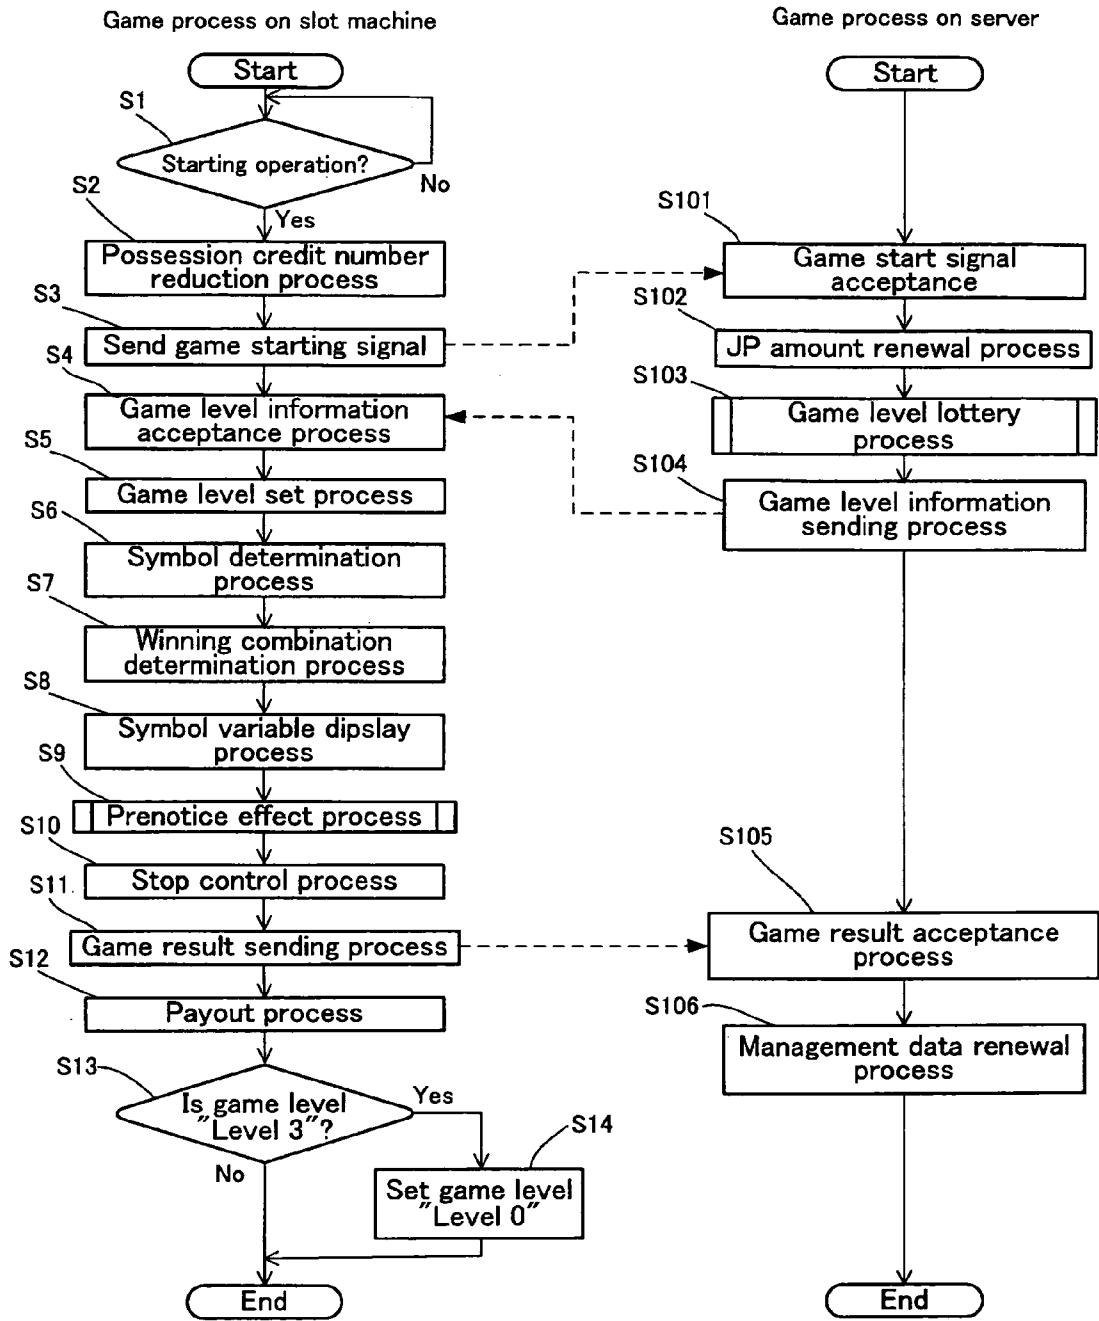 Game process on slot machine
Start
S1
Starting operation?
No
Yes
S2
Possession credit number
reduction process
S3
Send game starting signal
S4
Game level information
acceptance process
S5
Game level set process
S6
Symbol determination
process
S7
Winning combination
determination process
S8
Symbol variable dipslay
process
S9
Prenotice effect process
S10
Stop control process
S11
Game result sending process
S12
Payout process
S13
Is game level
"Level 3"?
Yes
No
S14
Set game level
"Level 0"
End
Game process on server
Start
S101
Game start signal
acceptance
S102
JP amount renewal process
S103
Game level lottery
process
S104
Game level information
sending process
S105
Game result acceptance
process
S106
Management data renewal
process
End